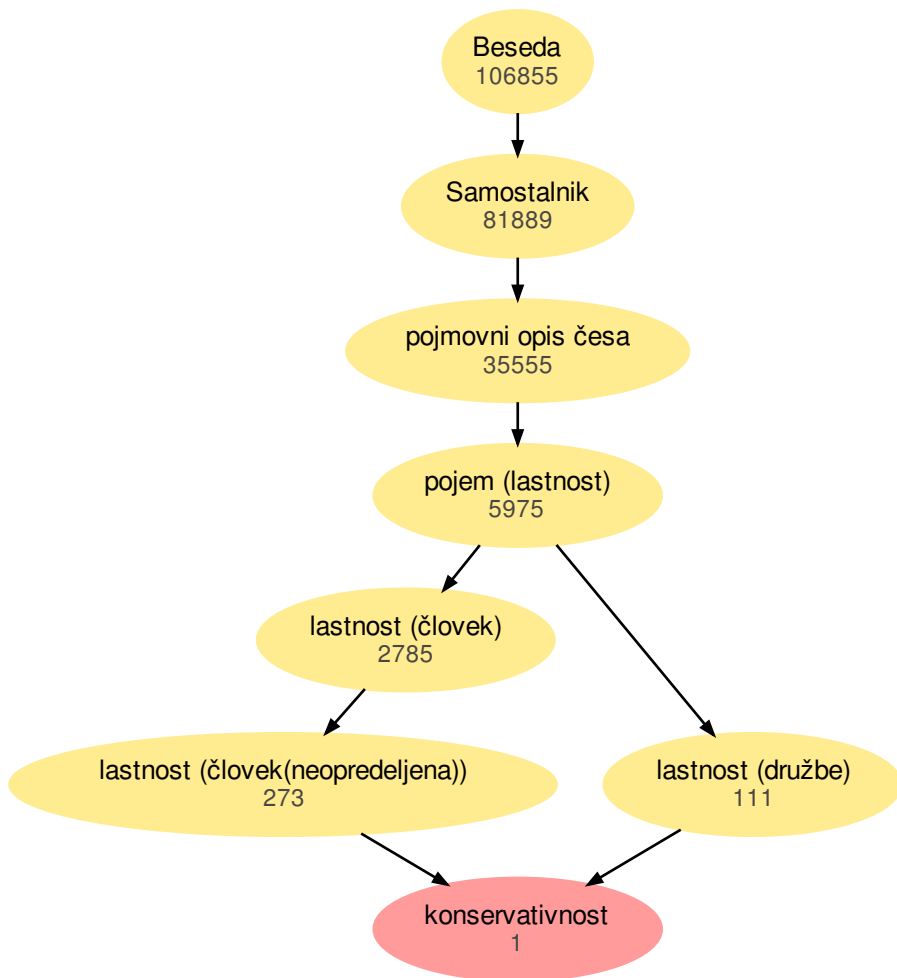 Beseda
106855
Samostalnik
81889
pojmovni opis česa
35555
pojem (lastnost)
5975
lastnost (človek)
2785
lastnost (človek(neopredeljena))
273
lastnost (družbe)
111
konservativnost
1